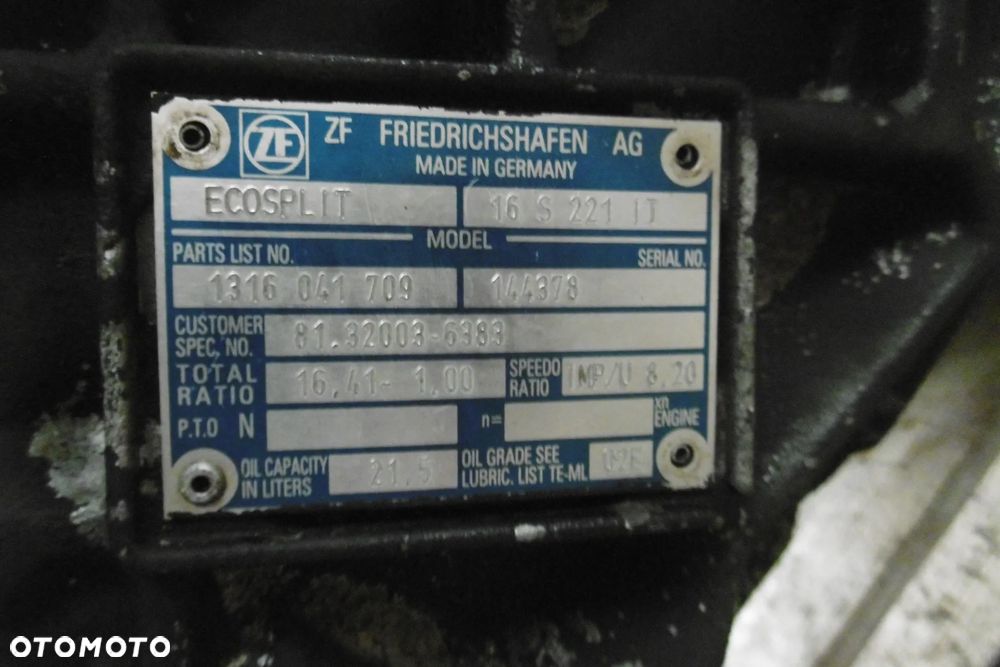 ZF FRIEDRICHSHAFEN AG
MADE IN GERMANY
ECOSPLIT 16 S 221 IT
MODEL
PARTS LIST NO. SERIAL NO.
1316 041 709 144378
CUSTOMER SPEC, NO. 81.32003-6383
TOTAL RATIO 16,41- 1,00 SPEEDO RATIO IMP/U 8,20
P.T.O N n= xn ENGINE
OIL CAPACITY IN LITERS 21,5 OIL GRADE SEE LUBRIC. LIST TE-ML
OTOMOTO